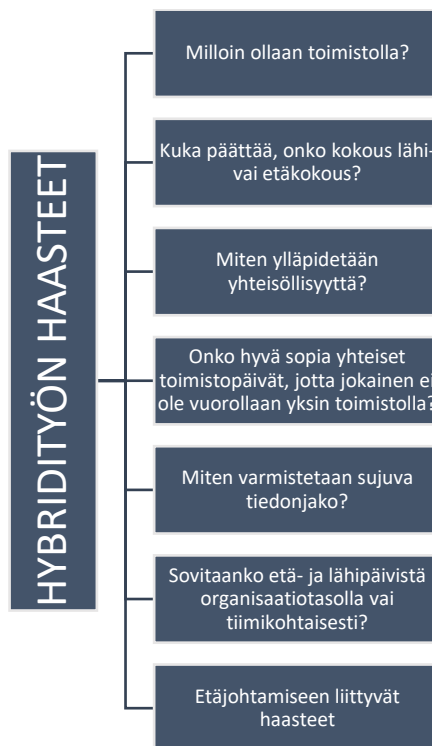 HYBRIDITYÖN HAASTEET
Milloin ollaan toimistolla?
Kuka päättää, onko kokous lähi-
vai etäkokous?
Miten ylläpidetään
yhteisöllisyyttä?
Onko hyvä sopia yhteiset
toimistopäivät, jotta jokainen ei
ole vuorollaan yksin toimistolla?
Miten varmistetaan sujuva
tiedonjako?
Sovitaanko etä- ja lähipäivistä
organisaatiotasolla vai
tiimikohtaisesti?
Etäjohtamiseen liittyvät
haasteet